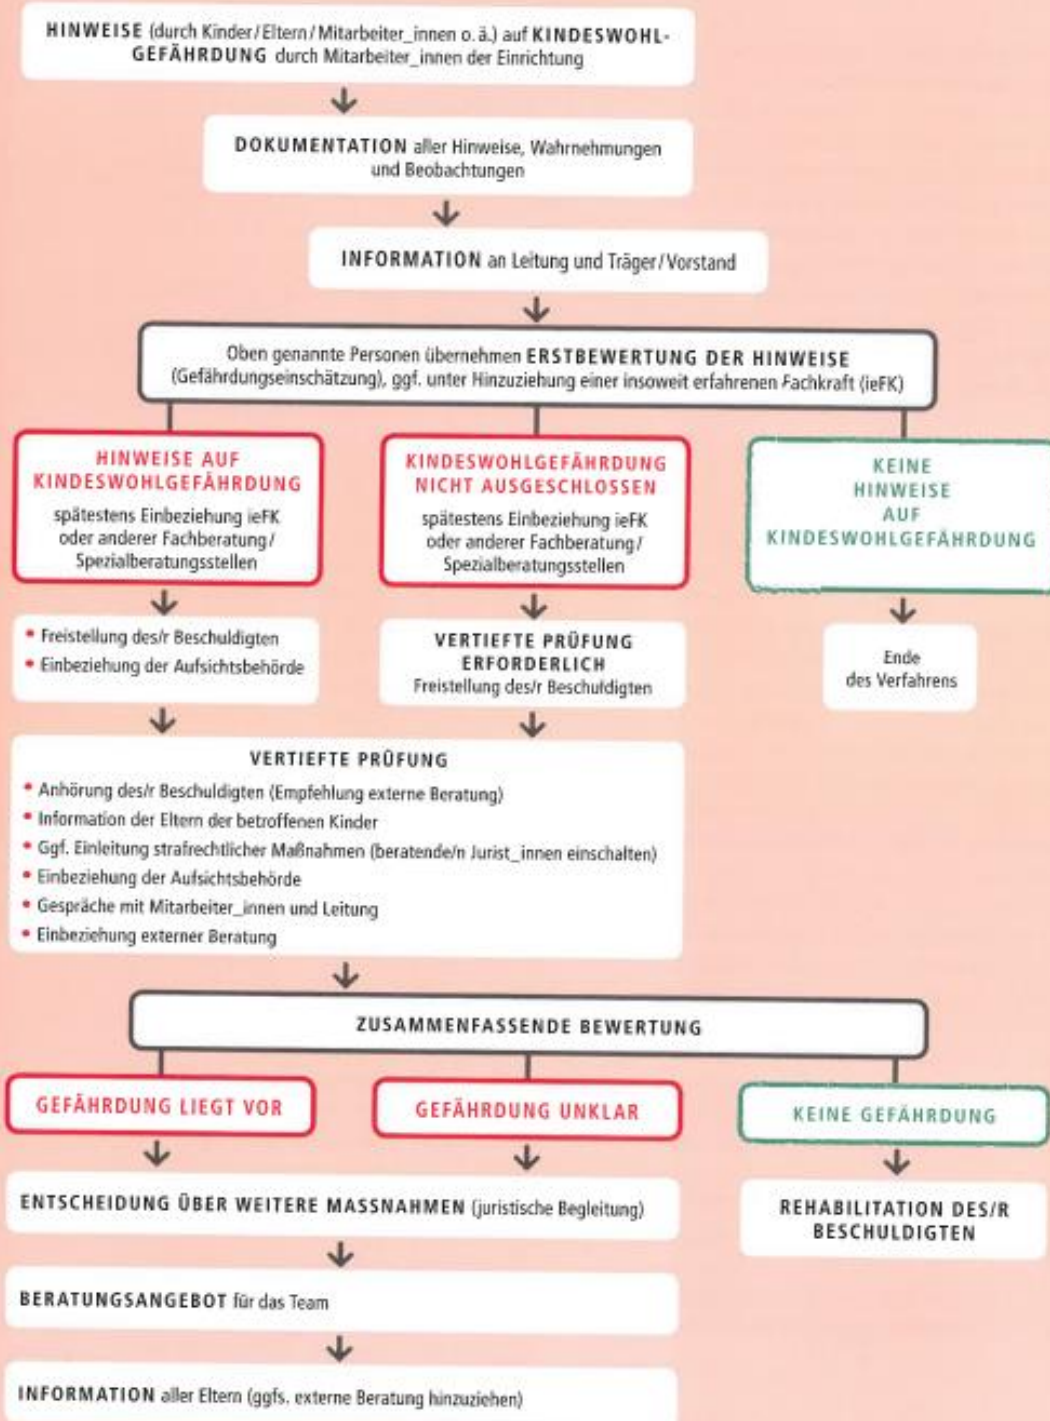 HINWEISE (durch Kinder/Eltern/Mitarbeiter_innen o.ä.) auf KINDESWOHL-
GEFÄHRDUNG durch Mitarbeiter_innen der Einrichtung
DOKUMENTATION aller Hinweise, Wahrnehmungen
und Beobachtungen
INFORMATION an Leitung und Träger/Vorstand
Oben genannte Personen übernehmen ERSTBEWERTUNG DER HINWEISE
(Gefährdungseinschätzung), ggf. unter Hinzuziehung einer insoweit erfahrenen Fachkraft (ieFK)
HINWEISE AUF
KINDESWOHLGEFÄHRDUNG
spätestens Einbeziehung ieFK
oder anderer Fachberatung/
Spezialberatungsstellen
KINDESWOHLGEFÄHRDUNG
NICHT AUSGESCHLOSSEN
spätestens Einbeziehung ieFK
oder anderer Fachberatung/
Spezialberatungsstellen
KEINE
HINWEISE
AUF
KINDESWOHLGEFÄHRDUNG
• Freistellung des/r Beschuldigten
• Einbeziehung der Aufsichtsbehörde
VERTIEFTE PRÜFUNG
ERFORDERLICH
Freistellung des/r Beschuldigten
Ende
des Verfahrens
VERTIEFTE PRÜFUNG
• Anhörung des/r Beschuldigten (Empfehlung externe Beratung)
• Information der Eltern der betroffenen Kinder
• Ggf. Einleitung strafrechtlicher Maßnahmen (beratende/n Jurist_innen einschalten)
• Einbeziehung der Aufsichtsbehörde
• Gespräche mit Mitarbeiter_innen und Leitung
• Einbeziehung externer Beratung
ZUSAMMENFASSENDE BEWERTUNG
GEFÄHRDUNG LIEGT VOR
GEFÄHRDUNG UNKLAR
KEINE GEFÄHRDUNG
ENTSCHEIDUNG ÜBER WEITERE MASSNAHMEN (juristische Begleitung)
REHABILITATION DES/R
BESCHULDIGTEN
BERATUNGSANGEBOT für das Team
INFORMATION aller Eltern (ggfs. externe Beratung hinzuziehen)